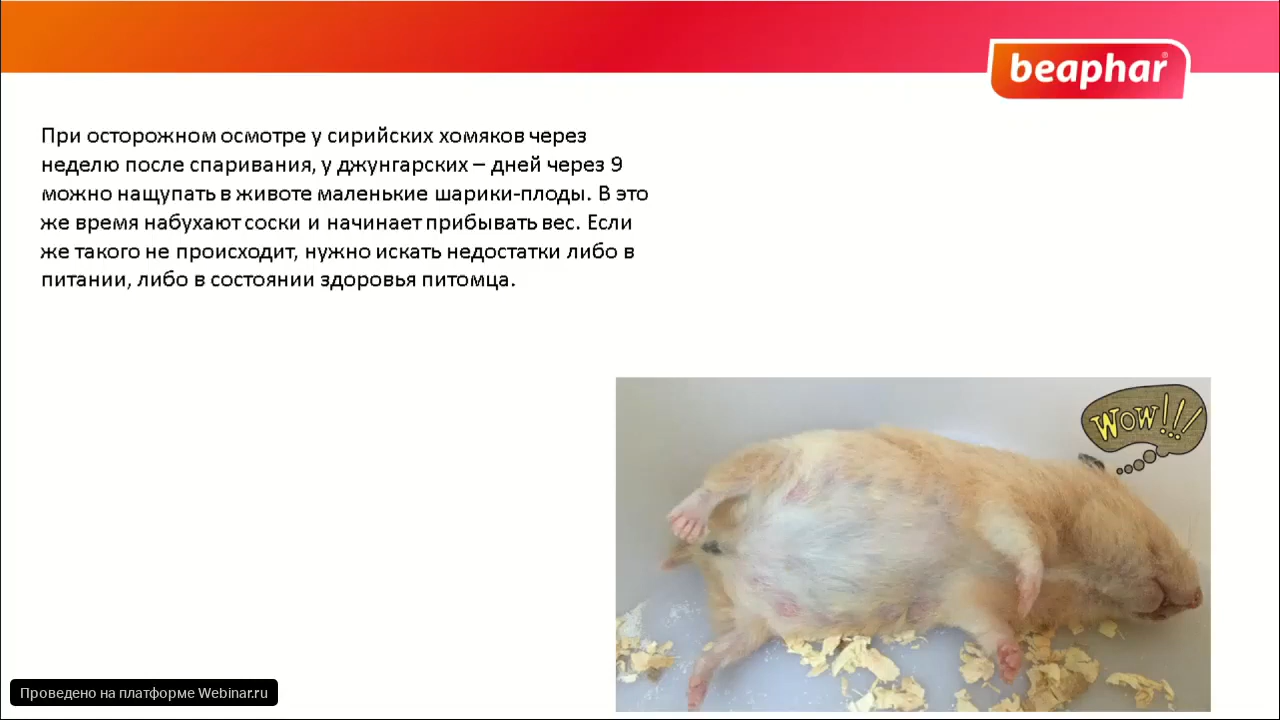 beaphar
При осторожном осмотре у сирийских хомяков через
неделю после спаривания, у джунгарских – дней через 9
можно нащупать в животе маленькие шарики-плоды. В это
же время набухают соски и начинает прибывать вес. Если
же такого не происходит, нужно искать недостатки либо в
питании, либо в состоянии здоровья питомца.
WOW!!!
Проведено на платформе Webinar.ru